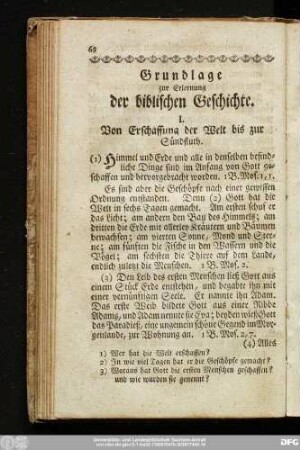 62
Grundlage
zur Erlernung
der biblischen Geschichte.
I.
Von Erschaffung der Welt bis zur
Sündfluth.
(1) Himmel und Erde und alle in denselben befind-
liche Dinge sind im Anfang von Gott ge-
schaffen und hervorgebracht worden. 1 B. Mos. 1, 1.
Es sind aber die Geschöpfe nach einer gewissen
Ordnung entstanden. Denn (2) Gott hat die
Welt in sechs Tagen gemacht. Am ersten schuf er
das Licht; am andern den Bau des Himmels; am
dritten die Erde mit allerley Kräutern und Bäumen
bewachsen; am vierten Sonne, Mond und Ster-
ne; am fünften die Fische in den Wassern und die
Vögel; am sechsten die Thiere auf dem Lande,
endlich zuletzt die Menschen. 1 B. Mos. 2.
(3) Den Leib des ersten Menschen ließ Gott aus
einem Stück Erde entstehen, und begabte ihn mit
einer vernünftigen Seele. Er nannte ihn Adam.
Das erste Weib bildete Gott aus einer Ribbe
Adams, und Adam nennte sie Eva; beyden wieß Gott
das Paradieß, eine ungemein schöne Gegend im Mor-
genlande, zur Wohnung an. 1 B. Mos. 2, 7.
(4) Alles
1) Wer hat die Welt erschaffen?
2) In wie viel Tagen hat er die Geschöpfe gemacht?
3) Woraus hat Gott die ersten Menschen geschaffen?
und wie wurden sie genennt?